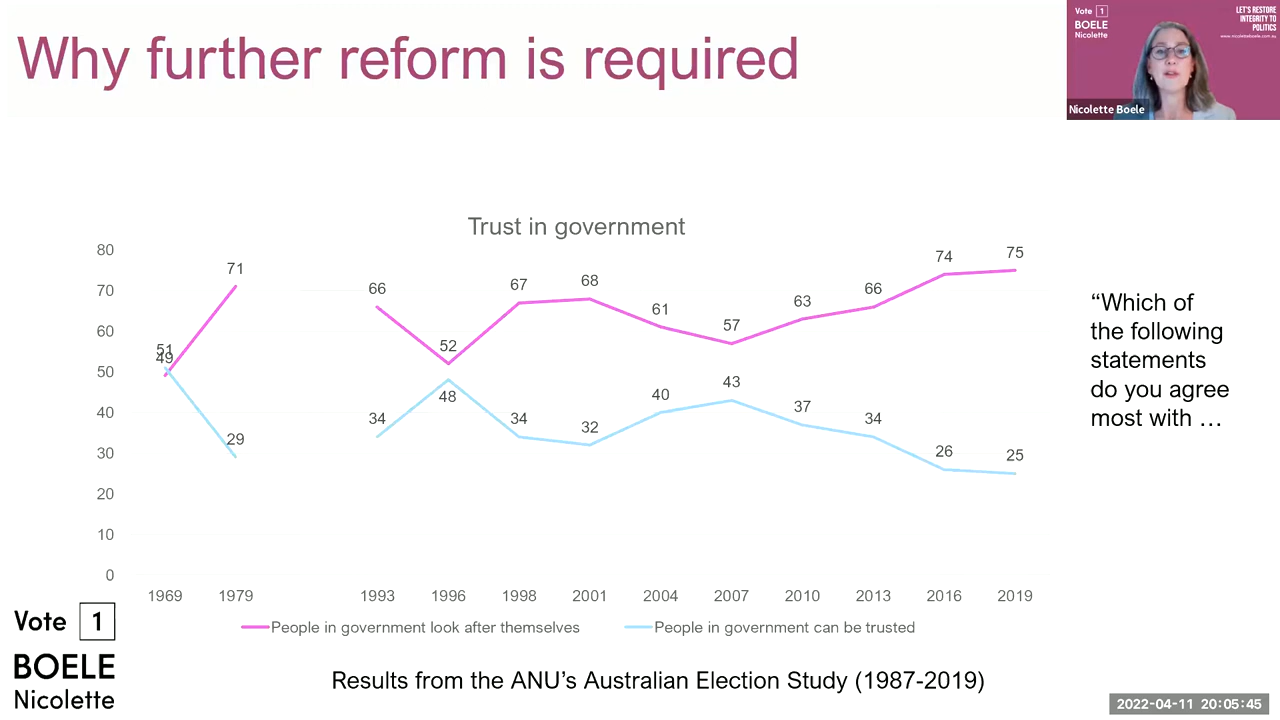 Why further reform is required
Vote 1
BOELE
Nicolette
LET'S RESTORE
INTEGRITY TO
POLITICS
www.nicolleteboele.com.au
Nicolette Boele
Trust in government
80
70
60
50
40
30
20
10
0
71
66
67
68
61
57
63
66
74
75
51
49
52
48
29
34
34
32
40
43
37
34
26
25
1969 1979 1993 1996 1998 2001 2004 2007 2010 2013 2016 2019
People in government look after themselves People in government can be trusted
“Which of
the following
statements
do you agree
most with …
Vote 1
BOELE
Nicolette
Results from the ANU’s Australian Election Study (1987-2019)
2022-04-11 20:05:45